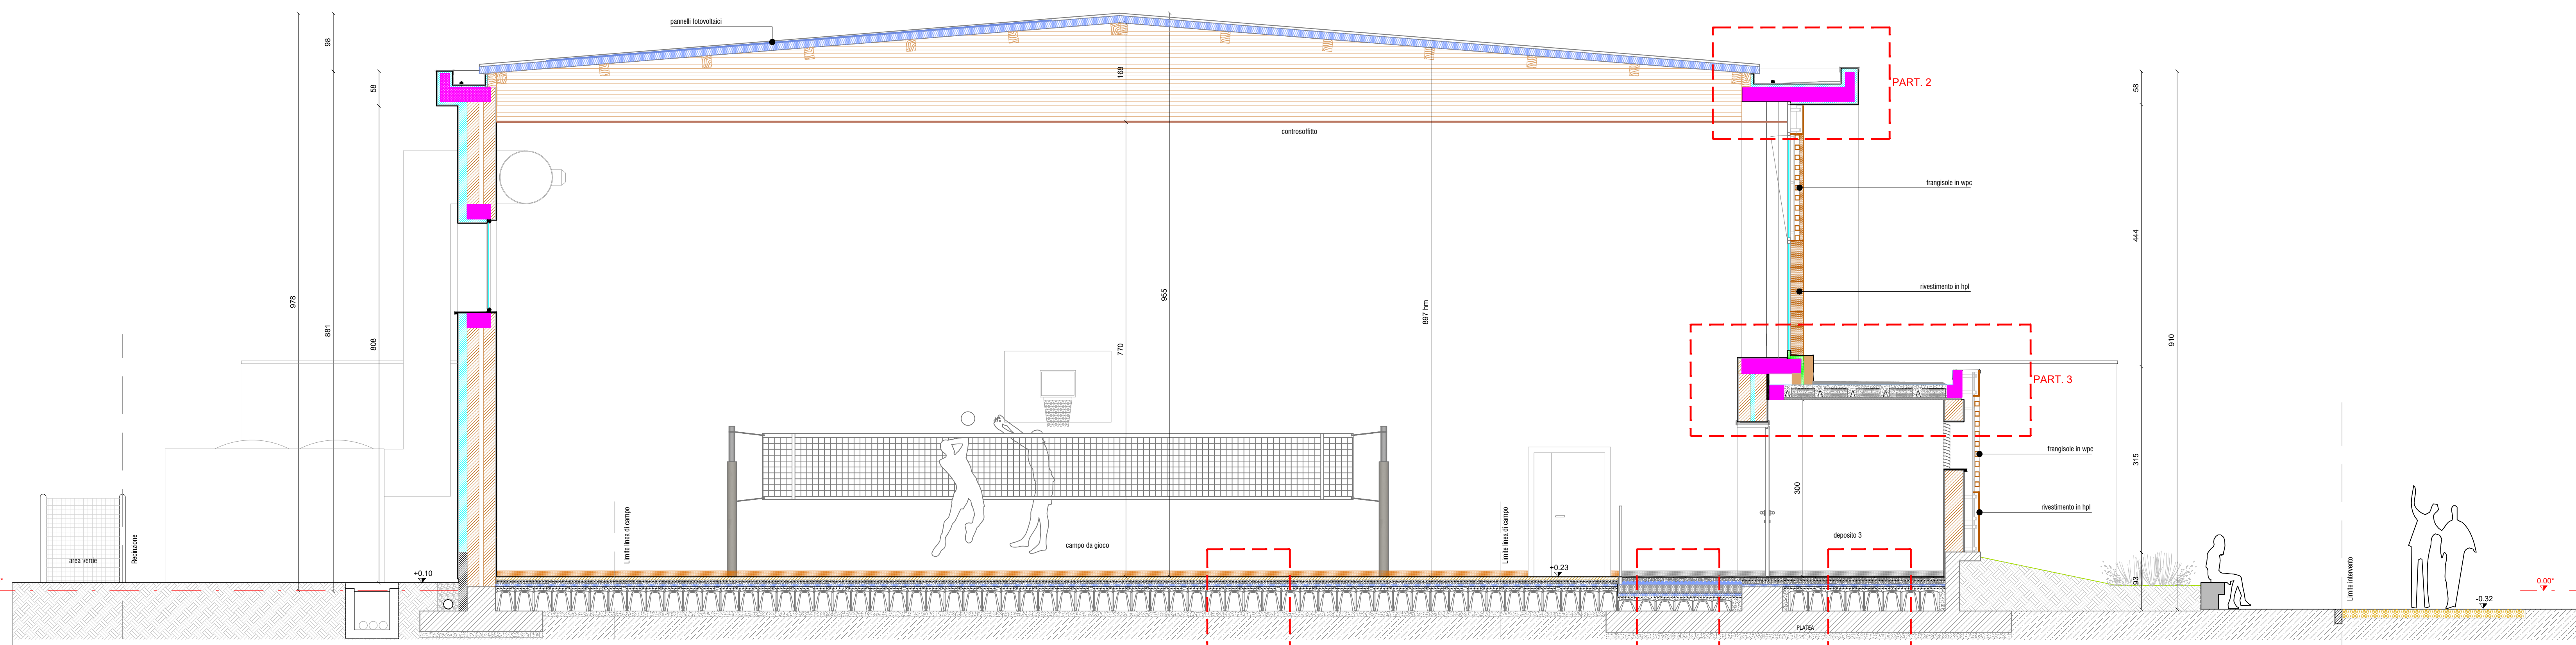 pannelli fotovoltaici
98
58
168
58
PART. 2
controsoffitto
frangisole in wpc
444
978
881
808
955
897 hm
770
rivestimento in hpl
910
PART. 3
frangisole in wpc
315
300
rivestimento in hpl
Limite linea di campo
Limite linea di campo
deposito 3
campo da gioco
area verde
Recinzione
Limite intervento
+0.10
+0.23
93
0.00"
-0.32
PLATEA